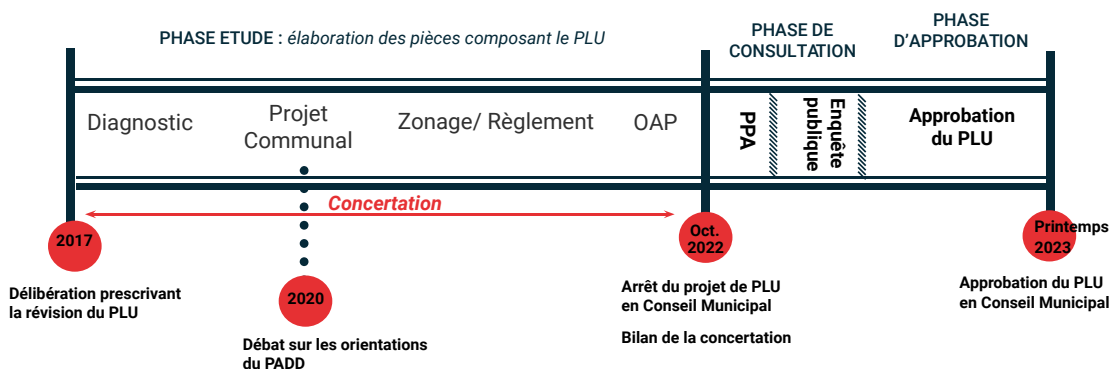 PHASE ETUDE : élaboration des pièces composant le PLU
PHASE DE
CONSULTATION
PHASE
D'APPROBATION
Diagnostic
Projet
Communal
Zonage/ Règlement
OAP
PPA
Enquête
publique
Approbation
du PLU
Concertation
2017
Délibération prescrivant
la révision du PLU
2020
Débat sur les orientations
du PADD
Oct.
2022
Arrêt du projet de PLU
en Conseil Municipal
Bilan de la concertation
Printemps
2023
Approbation du PLU
en Conseil Municipal